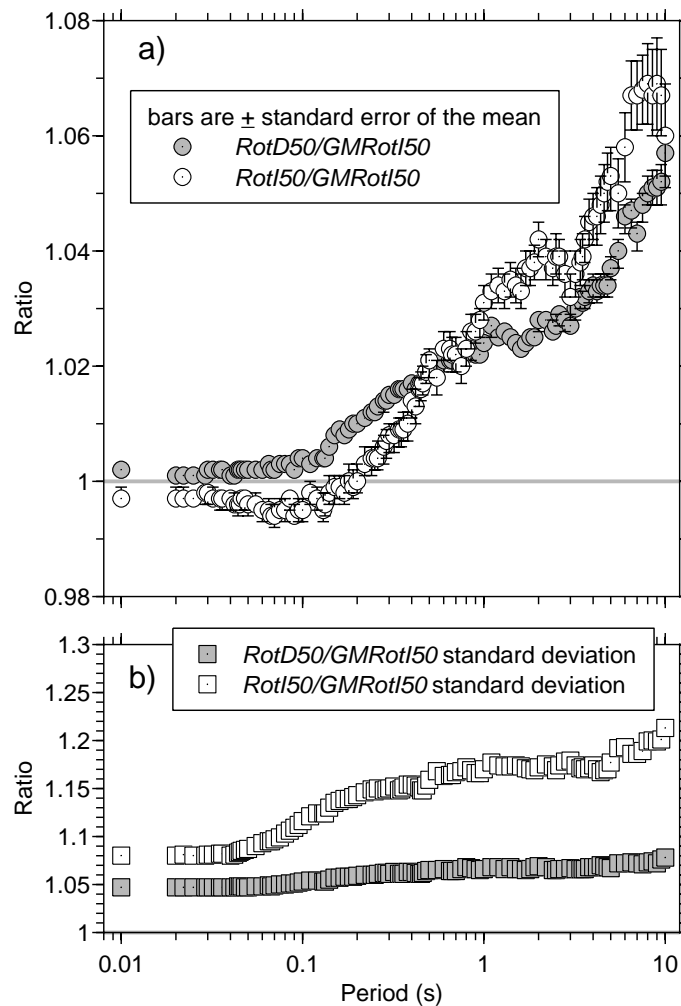 1.08
a)
bars are ± standard error of the mean
RotD50/GMRotI50
RotI50/GMRotI50
1.06
1.04
Ratio
1.02
1
0.98
1.3
RotD50/GMRotI50 standard deviation
b)
RotI50/GMRotI50 standard deviation
1.2
Ratio
1.15
1.1
1.05
1
0.01 0.1 1 10
Period (s)